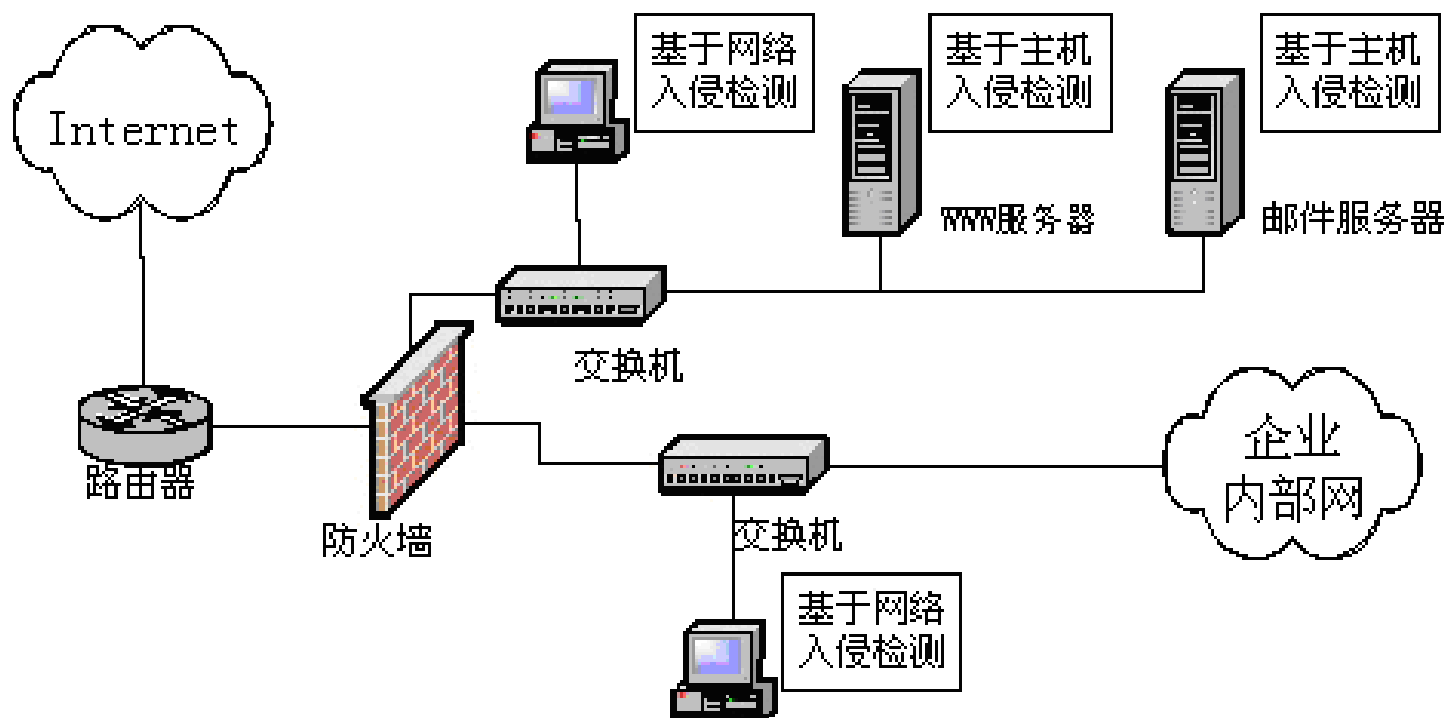 基于网络
入侵检测
基于主机
入侵检测
基于主机
入侵检测
Internet
WWW服务器
邮件服务器
交换机
路由器
防火墙
企业
内部网
交换机
基于网络
入侵检测